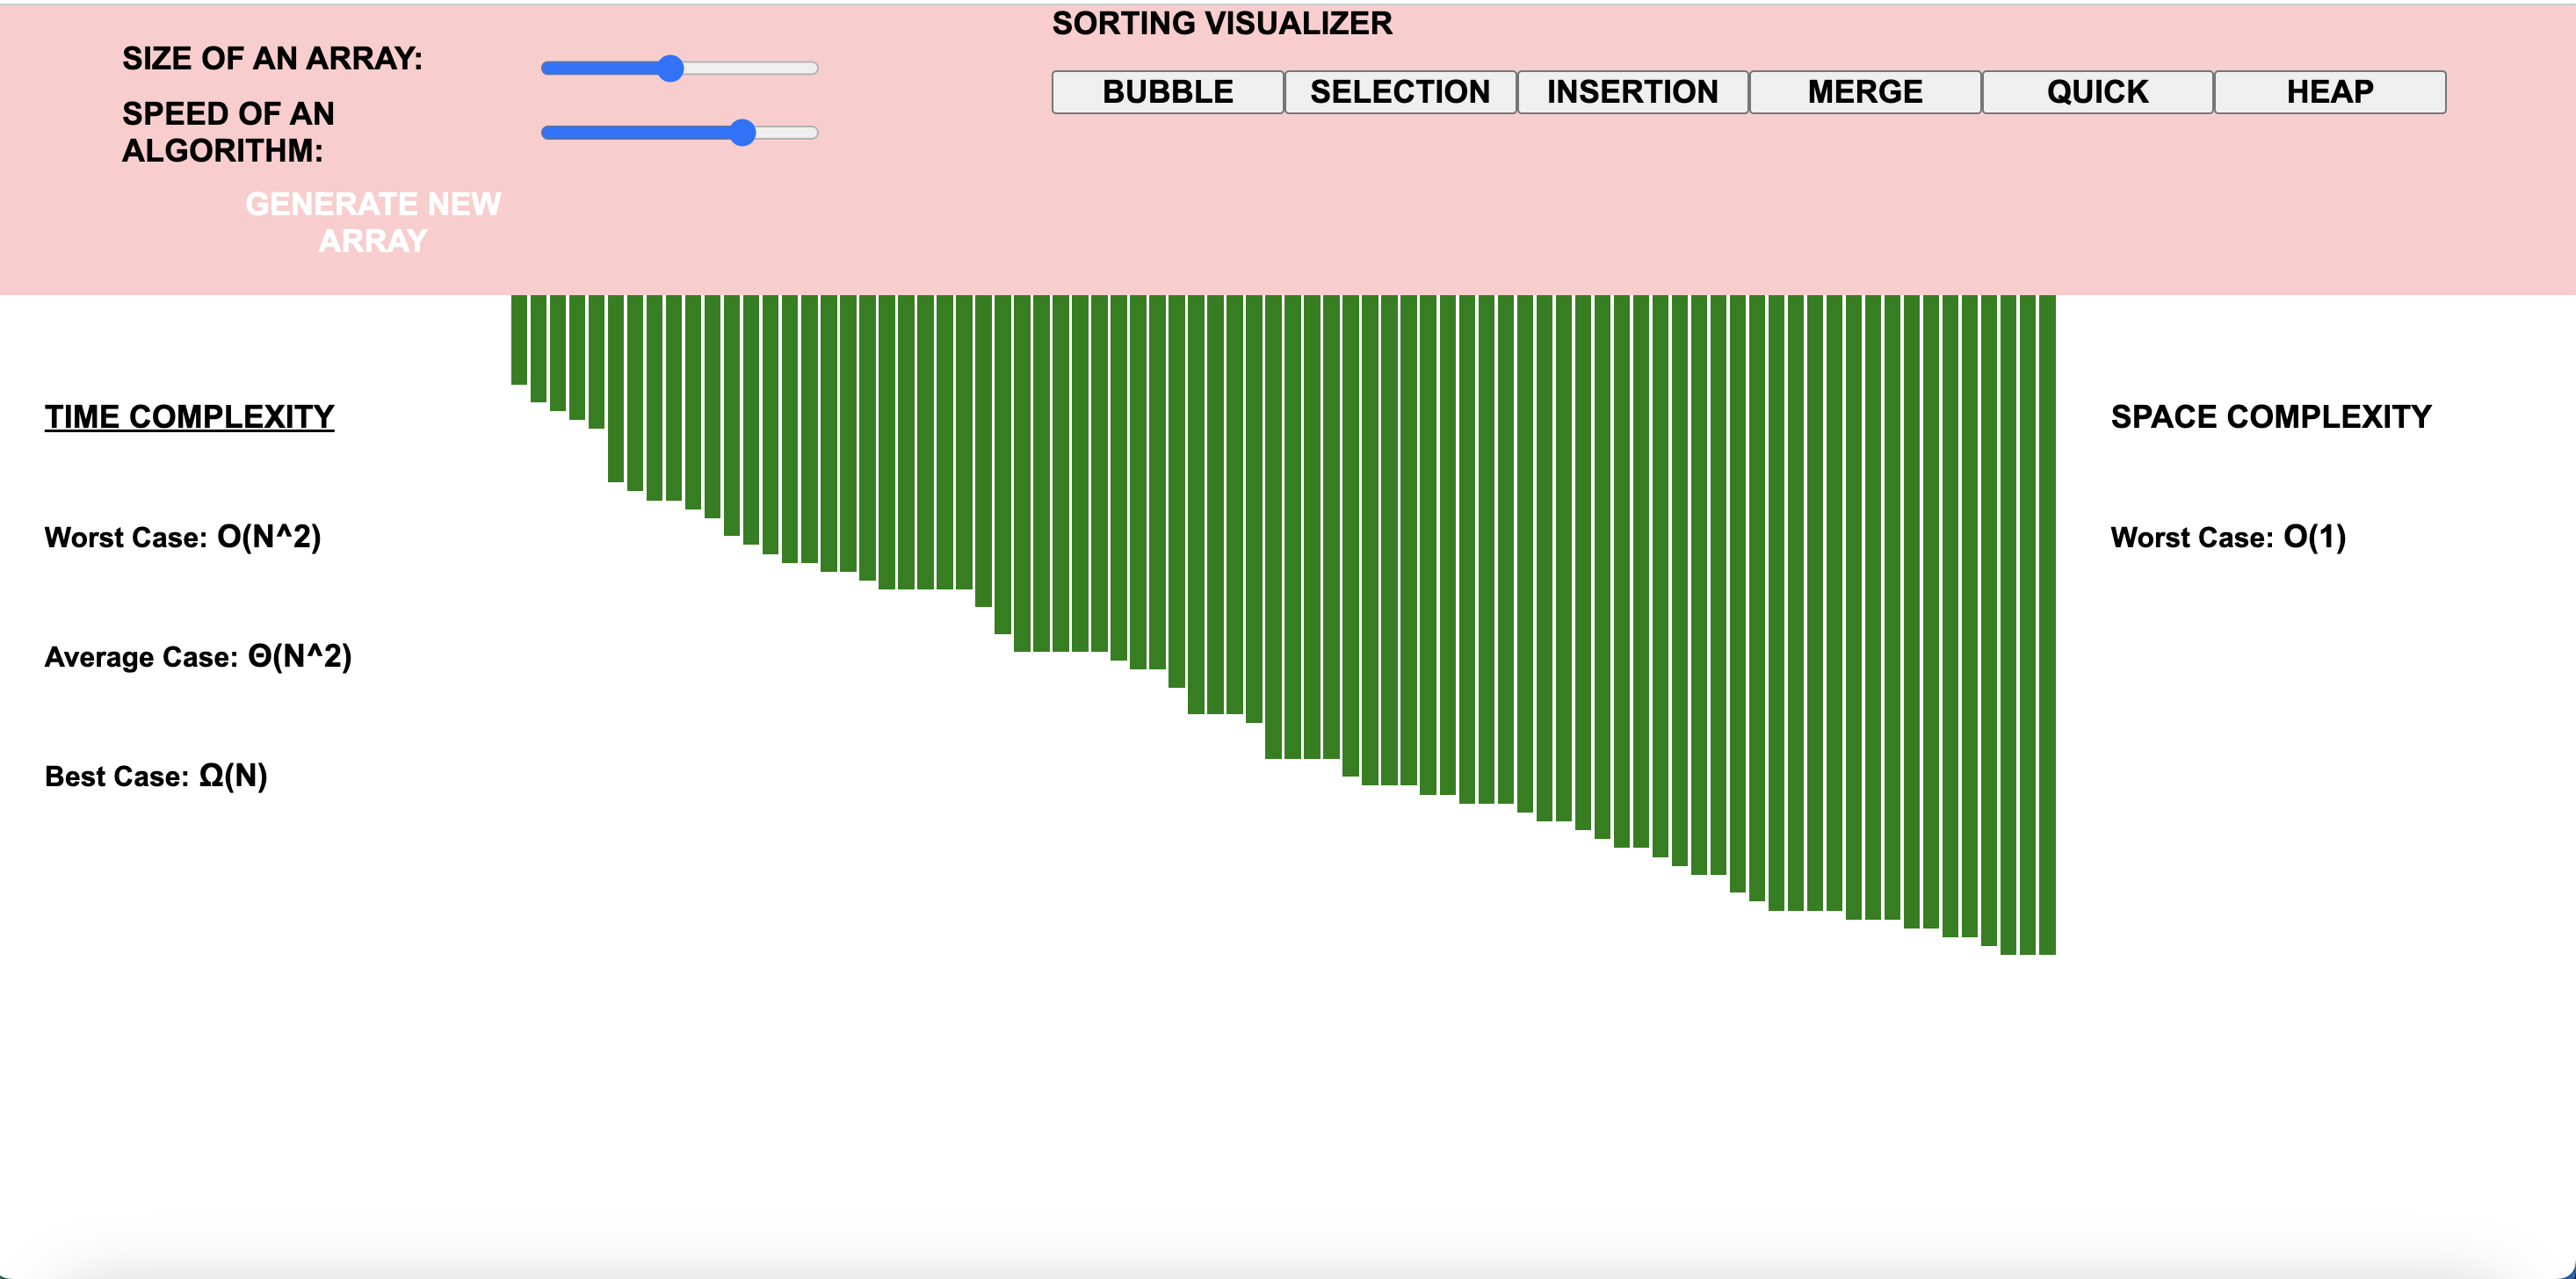 SORTING VISUALIZER
SIZE OF AN ARRAY:
SPEED OF AN
ALGORITHM:
GENERATE NEW
ARRAY
BUBBLE
SELECTION
INSERTION
MERGE
QUICK
HEAP
TIME COMPLEXITY
Worst Case: O(N^2)
Average Case: Θ(N^2)
Best Case: Ω(N)
SPACE COMPLEXITY
Worst Case: O(1)